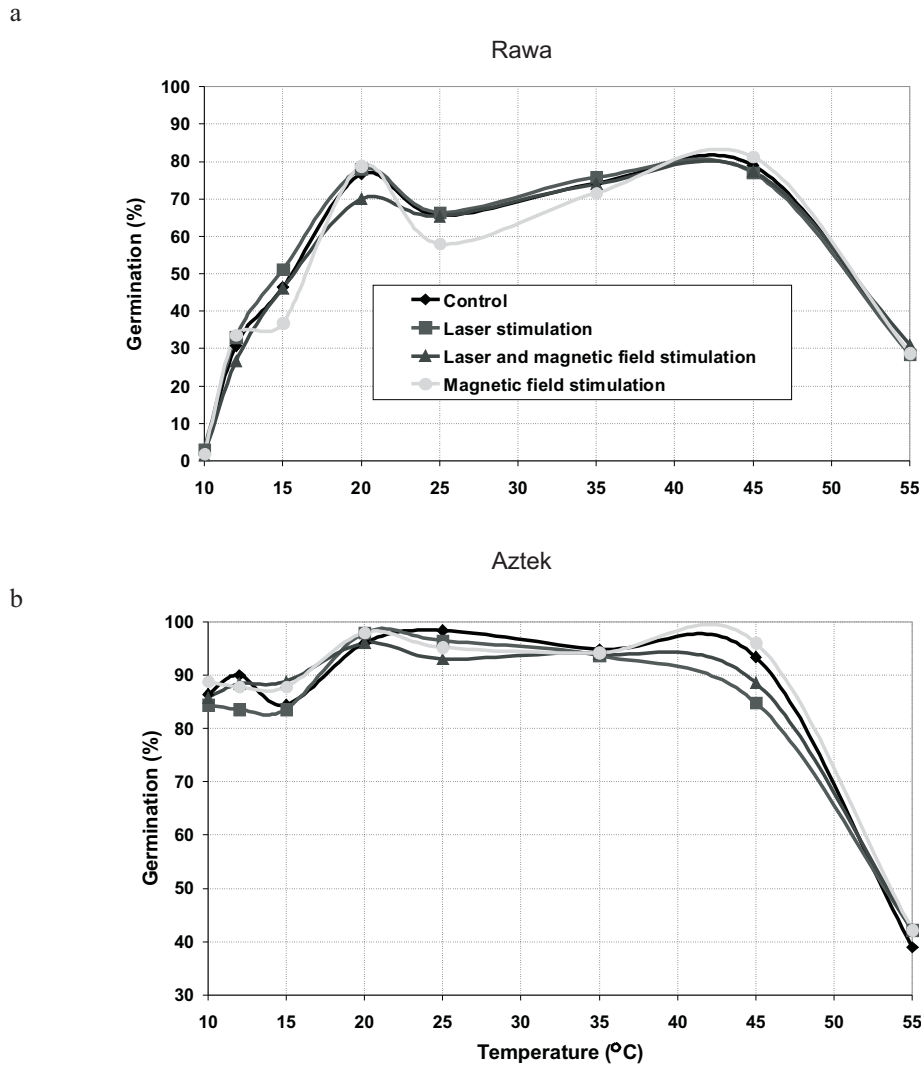 a
Rawa
Germination (%)
100
90
80
70
60
50
40
30
20
10
0
Control
Laser stimulation
Laser and magnetic field stimulation
Magnetic field stimulation
10 15 20 25 30 35 40 45 50 55
Aztek
b
Germination (%)
100
90
80
70
60
50
40
30
10 15 20 25 30 35 40 45 50 55
Temperature (°C)